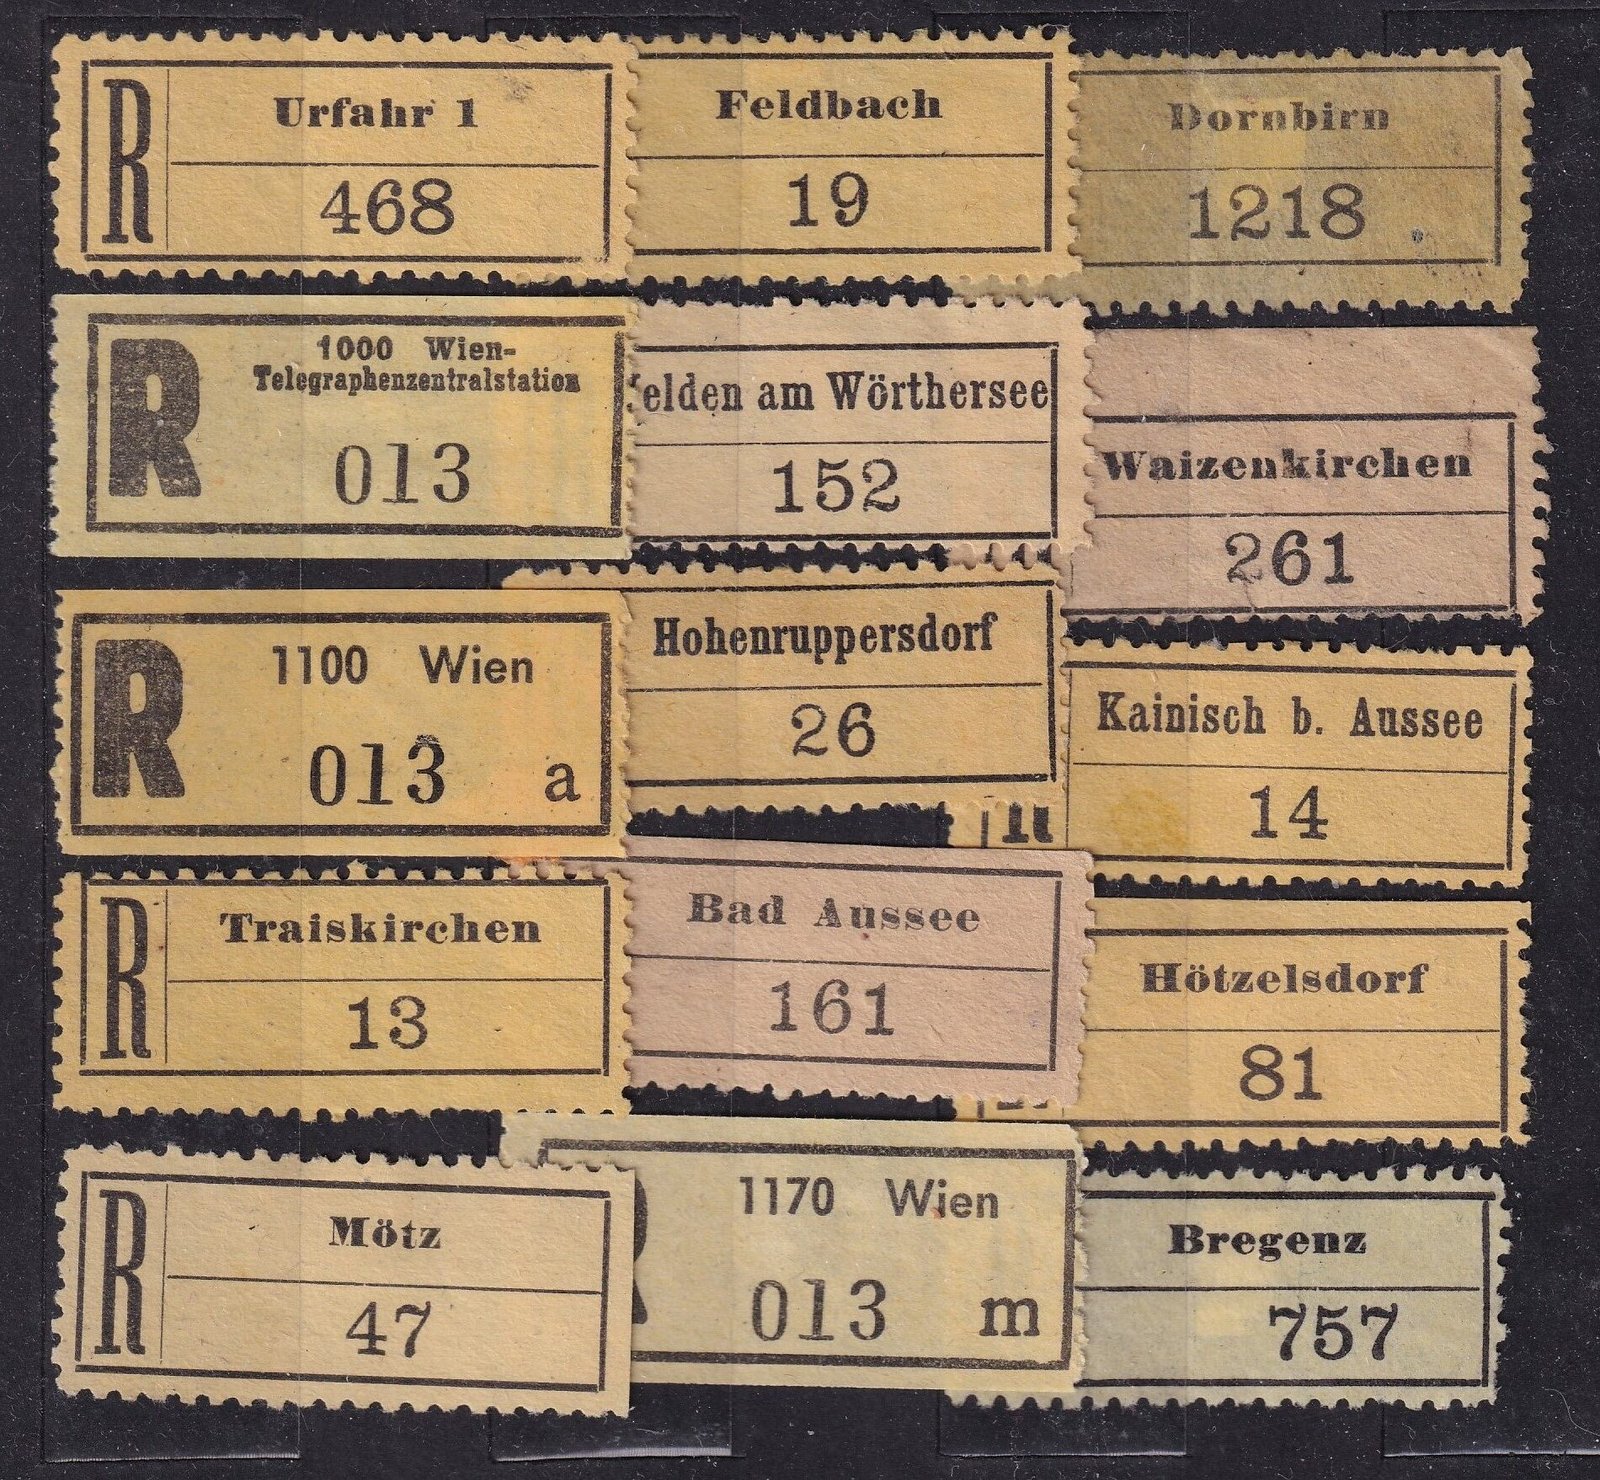 R
Urfahr 1
468
Feldbach
19
Dornbirn
1218
R
1000 Wien-
Telegraphenzentralstation
013
elden am Wörthersee
152
Waizenkirchen
261
R
1100 Wien
013 a
Hohenruppersdorf
26
Kainisch b. Aussee
14
R
Traiskirchen
13
Bad Aussee
161
Hötzelsdorf
81
R
Mötz
47
1170 Wien
013 m
Bregenz
757